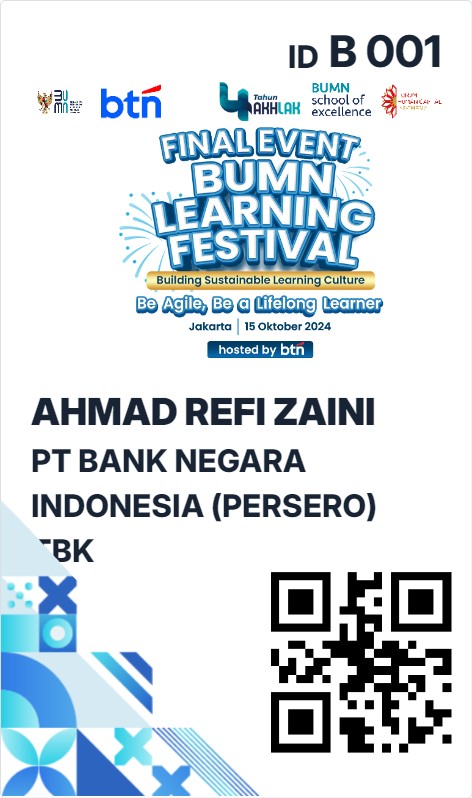 ID B 001
BUMN
btn
4 Tahun
AKHLAK
BUMN
school of
excellence
FINAL EVENT
BUMN
LEARNING
FESTIVAL
Building Sustainable Learning Culture
Be Agile, Be a Lifelong Learner
Jakarta | 15 Oktober 2024
hosted by btn
AHMAD REFI ZAINI
PT BANK NEGARA
INDONESIA (PERSERO)
TBK